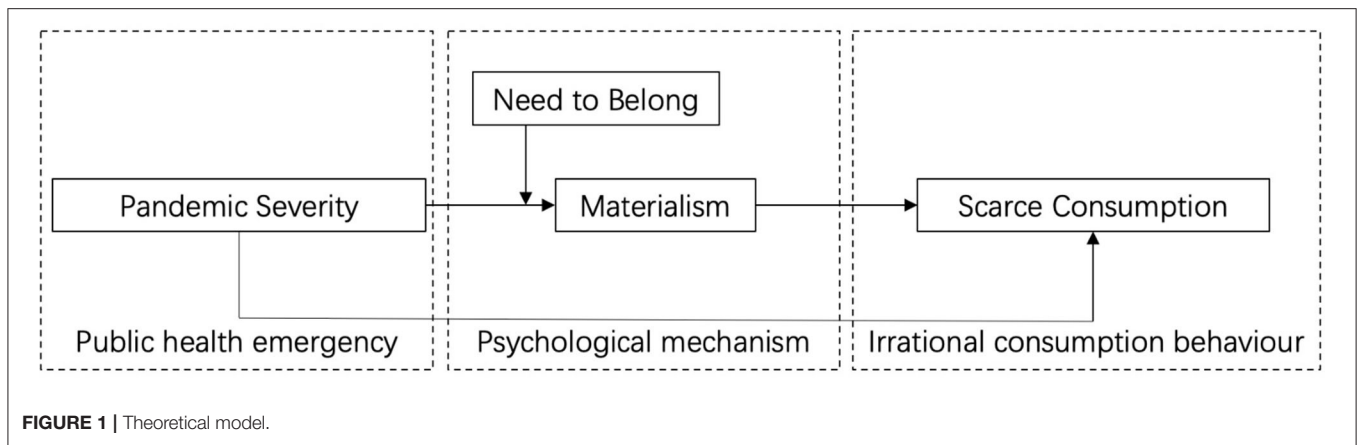 Need to Belong
Pandemic Severity
Materialism
Scarce Consumption
Public health emergency
Psychological mechanism
Irrational consumption behaviour
FIGURE 1 | Theoretical model.